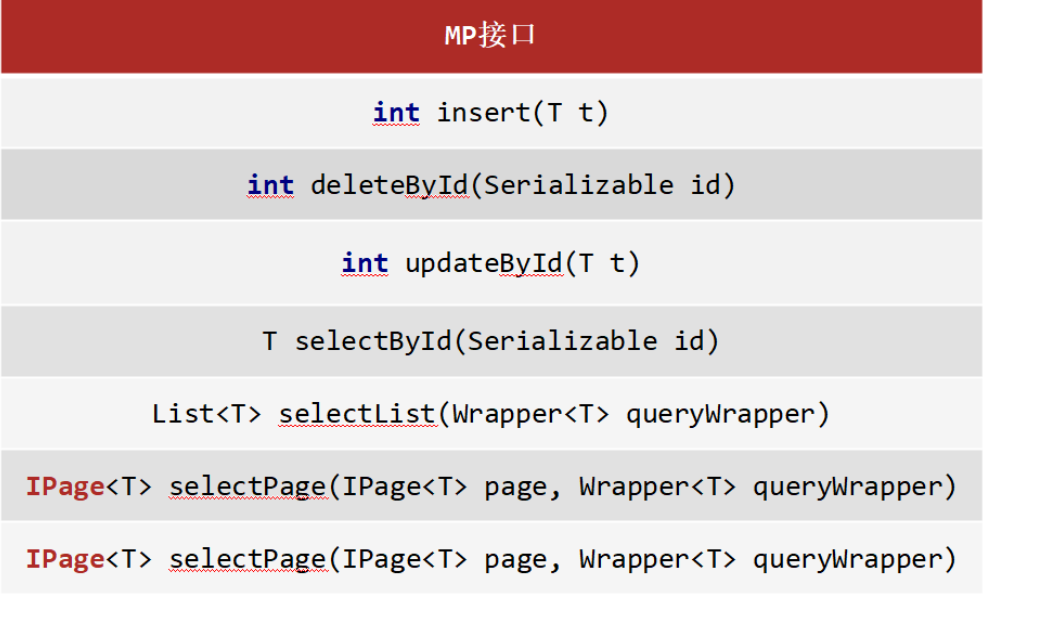 MP接口
int insert(T t)
int deleteById(Serializable id)
int updateById(T t)
T selectById(Serializable id)
List<T> selectList(Wrapper<T> queryWrapper)
IPage<T> selectPage(IPage<T> page, Wrapper<T> queryWrapper)
IPage<T> selectPage(IPage<T> page, Wrapper<T> queryWrapper)